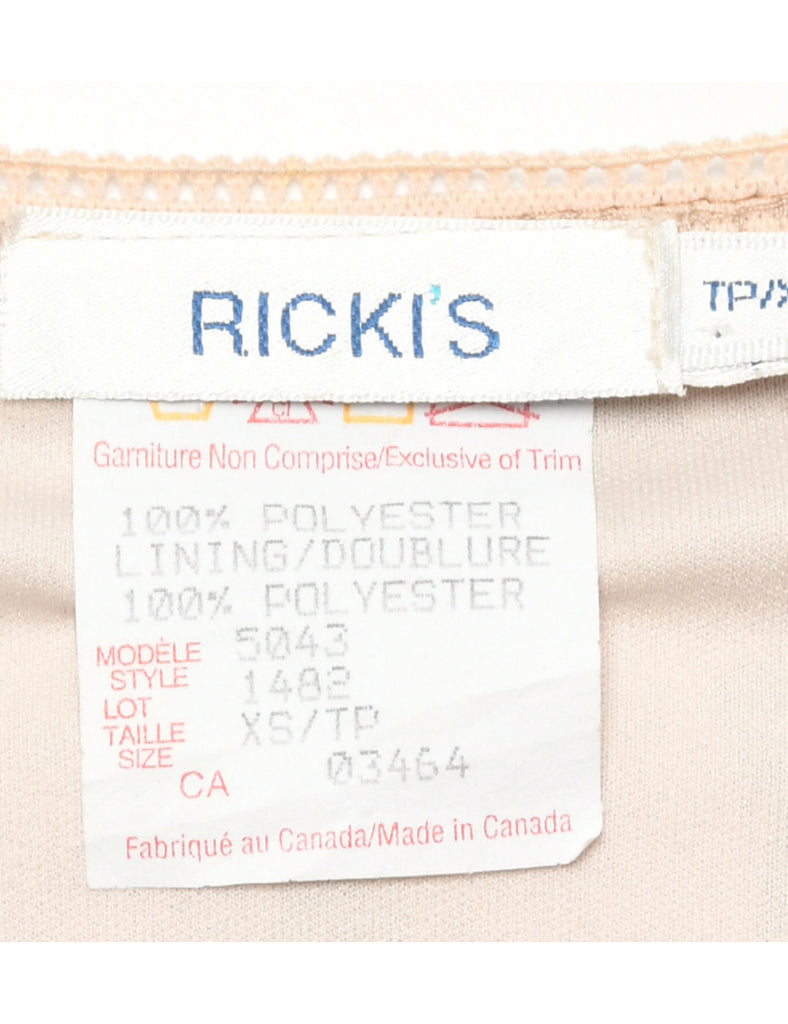 RICKI'S
TP/X
Garniture Non Comprise/Exclusive of Trim
100% POLYESTER
LINING/DOUBLURE
100% POLYESTER
MODÈLE 5043
STYLE
LOT 1482
TAILLE XS/TP
SIZE
CA 03464
Fabriqué au Canada/Made in Canada